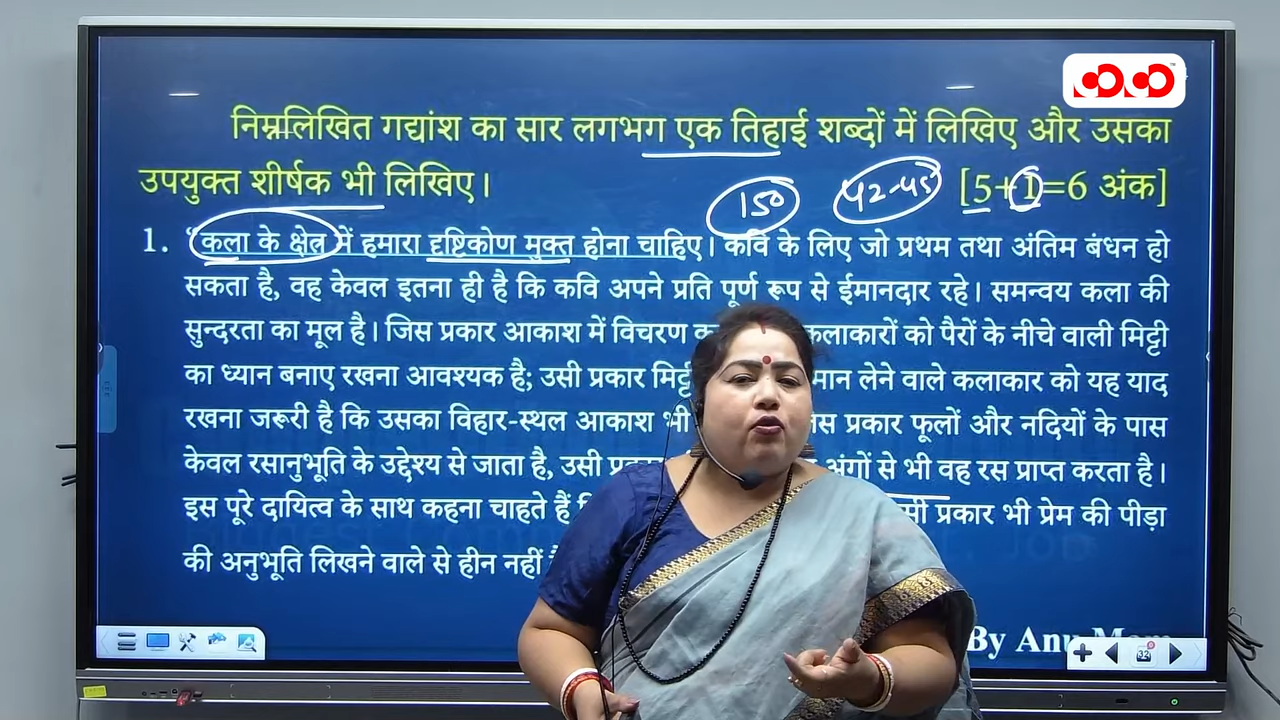 निम्नलिखित गद्यांश का सार लगभग एक तिहाई शब्दों में लिखिए और उसका
उपयुक्त शीर्षक भी लिखिए। [5+1=6 अंक]
150 42-45
1. "कला के क्षेत्र में हमारा दृष्टिकोण मुक्त होना चाहिए। कवि के लिए जो प्रथम तथा अंतिम बंधन हो
सकता है, वह केवल इतना ही है कि कवि अपने प्रति पूर्ण रूप से ईमानदार रहे। समन्वय कला की
सुन्दरता का मूल है। जिस प्रकार आकाश में विचरण कलाकारों को पैरों के नीचे वाली मिट्टी
का ध्यान बनाए रखना आवश्यक है; उसी प्रकार मान लेने वाले कलाकार को यह याद
रखना जरूरी है कि उसका विहार-स्थल आकाश भी प्रकार फूलों और नदियों के पास
केवल रसानुभूति के उद्देश्य से जाता है, उसी अंगों से भी वह रस प्राप्त करता है।
इस पूरे दायित्व के साथ कहना चाहते हैं प्रकार भी प्रेम की पीड़ा
की अनुभूति लिखने वाले से हीन नहीं
By Anu